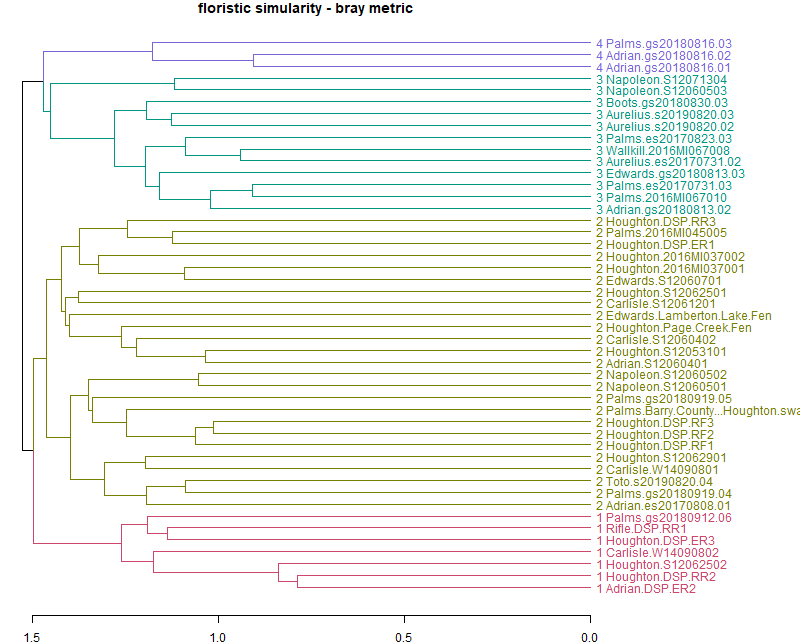 floristic simularity - bray metric
4 Palms.gs20180816.03
4 Adrian.gs20180816.02
4 Adrian.gs20180816.01
3 Napoleon.S12071304
3 Napoleon.S12060503
3 Boots.gs20180830.03
3 Aurelius.s20190820.03
3 Aurelius.s20190820.02
3 Palms.es20170823.03
3 Wallkill.2016MI067008
3 Aurelius.es20170731.02
3 Edwards.gs20180813.03
3 Palms.es20170731.03
3 Palms.2016MI067010
3 Adrian.gs20180813.02
2 Houghton.DSP.RR3
2 Palms.2016MI045005
2 Houghton.DSP.ER1
2 Houghton.2016MI037002
2 Houghton.2016MI037001
2 Edwards.S12060701
2 Houghton.S12062501
2 Carlisle.S12061201
2 Edwards.Lamberton.Lake.Fen
2 Houghton.Page.Creek.Fen
2 Carlisle.S12060402
2 Houghton.S12053101
2 Adrian.S12060401
2 Napoleon.S12060502
2 Napoleon.S12060501
2 Palms.gs20180919.05
2 Palms.Barry.County...Houghton.swa
2 Houghton.DSP.RF3
2 Houghton.DSP.RF2
2 Houghton.DSP.RF1
2 Houghton.S12062901
2 Carlisle.W14090801
2 Toto.s20190820.04
2 Palms.gs20180919.04
2 Adrian.es20170808.01
1 Palms.gs20180912.06
1 Rifle.DSP.RR1
1 Houghton.DSP.ER3
1 Carlisle.W14090802
1 Houghton.S12062502
1 Houghton.DSP.RR2
1 Adrian.DSP.ER2
1.5 1.0 0.5 0.0